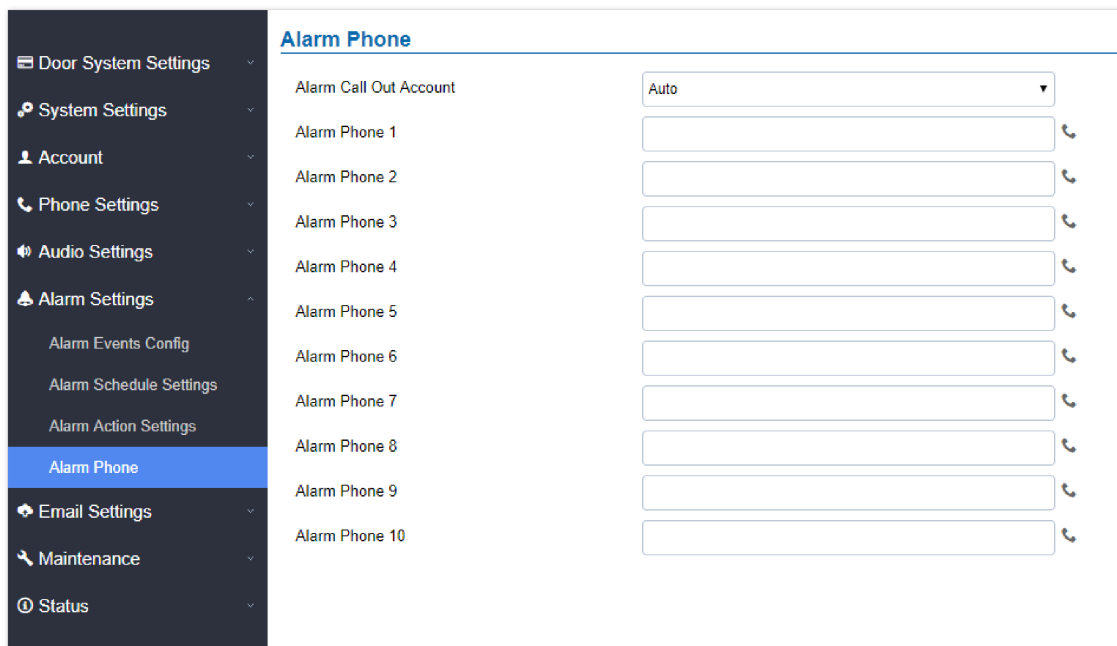 Door System Settings
System Settings
Account
Phone Settings
Audio Settings
Alarm Settings
Alarm Events Config
Alarm Schedule Settings
Alarm Action Settings
Alarm Phone
Email Settings
Maintenance
Status
Alarm Phone
Alarm Call Out Account Auto
Alarm Phone 1
Alarm Phone 2
Alarm Phone 3
Alarm Phone 4
Alarm Phone 5
Alarm Phone 6
Alarm Phone 7
Alarm Phone 8
Alarm Phone 9
Alarm Phone 10